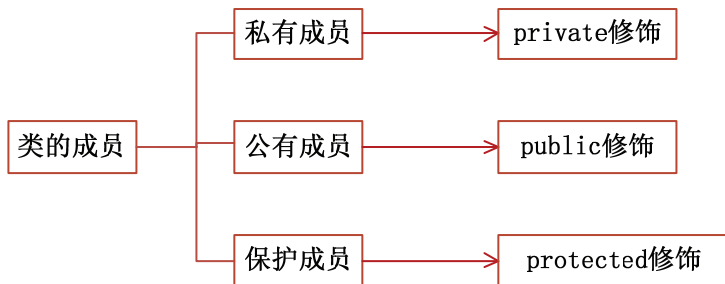 私有成员
private修饰
类的成员
公有成员
public修饰
保护成员
protected修饰